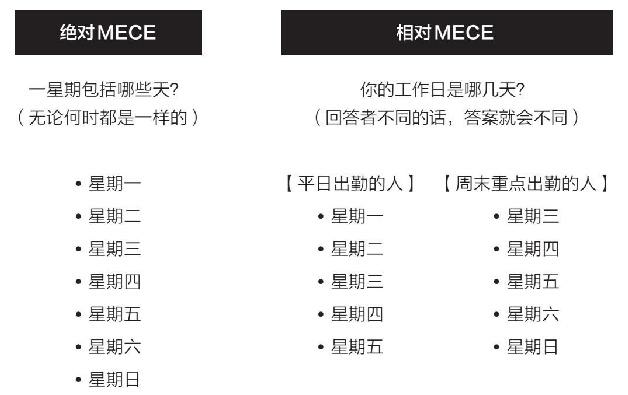 绝对MECE
一星期包括哪些天?
(无论何时都是一样的)
• 星期一
• 星期二
• 星期三
• 星期四
• 星期五
• 星期六
• 星期日
相对MECE
你的工作日是哪几天?
(回答者不同的话，答案就会不同)
【平日出勤的人】
• 星期一
• 星期二
• 星期三
• 星期四
• 星期五
【周末重点出勤的人】
• 星期三
• 星期四
• 星期五
• 星期六
• 星期日